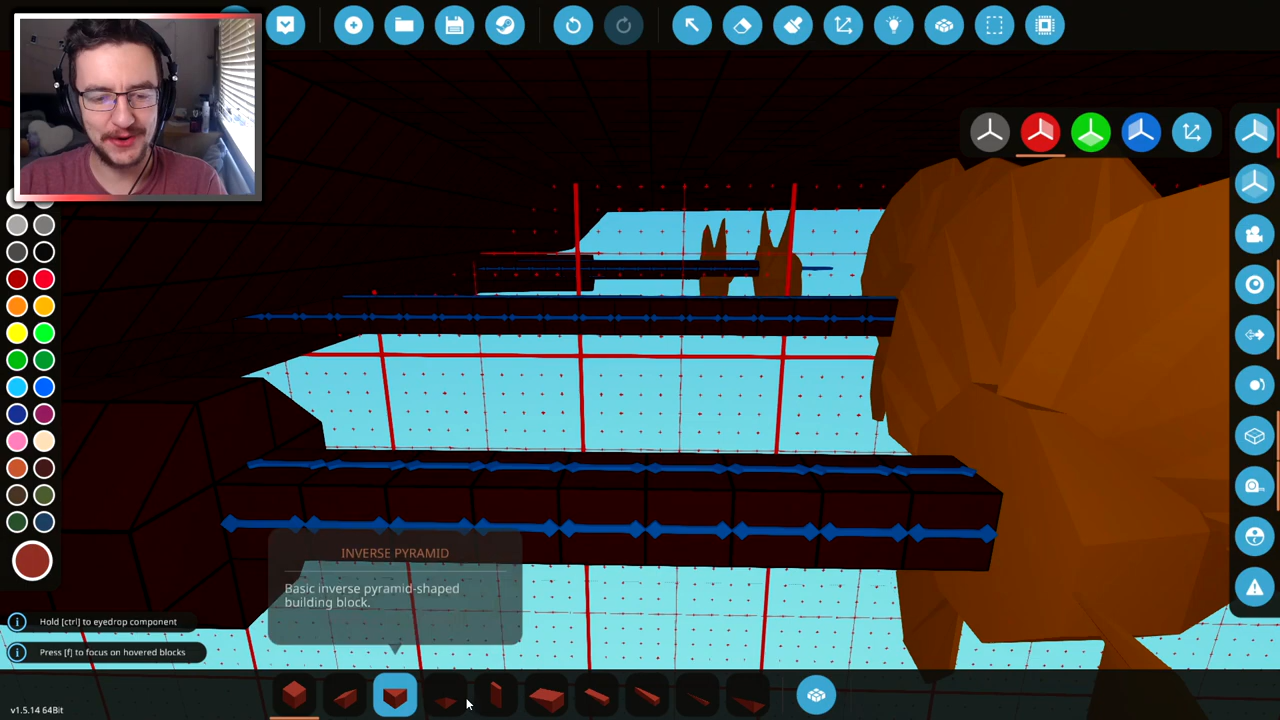 INVERSE PYRAMID
Basic inverse pyramid-shaped
building block.
Hold [ctrl] to eyedrop component
Press [f] to focus on hovered blocks
v1.5.14 64Bit